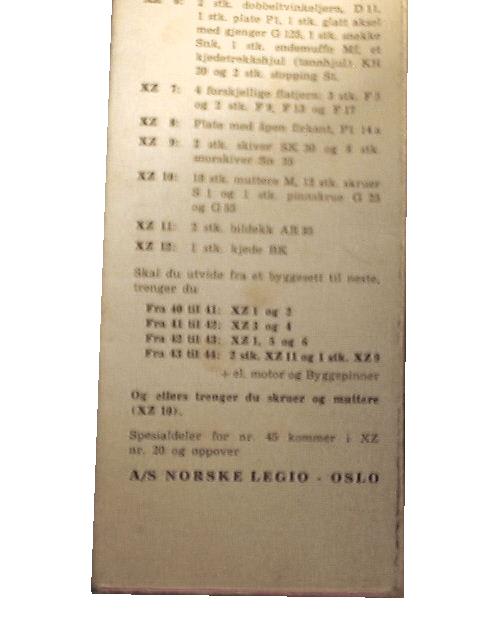 2 stk. dobbeltvinkeljern, D 11,
1 stk. plate P1, 1 stk. glatt aksel
med gjenger G 125, 1 stk. snekke
Snk, 1 stk. endemuffe Mf, et
kjedetrekkshjul (tannhjul), KH
20 og 2 stk. stopping St.
XZ 7: 4 forskjellige flatjern: 3 stk. F 5
og 2 stk. F 9, F 13 og F 17
XZ 8: Plate med åpen firkant, P1 14 a
XZ 9: 2 stk. skiver SK 30 og 4 stk.
snorskiver Sn 35
XZ 10: 12 stk. muttere M, 12 stk. skruer
S 1 og 1 stk. pinnskrue G 25
og G 35
XZ 11: 2 stk. bildekk AR 35
XZ 12: 1 stk. kjede BK
Skal du utvide fra et byggesett til neste,
trenger du
Fra 40 til 41: XZ 1 og 2
Fra 41 til 42: XZ 3 og 4
Fra 42 til 43: XZ 1, 5 og 6
Fra 43 til 44: 2 stk. XZ 11 og 1 stk. XZ 9
+ el. motor og Byggepinner
Og ellers trenger du skruer og muttere
(XZ 10).
Spesialdeler for nr. 45 kommer i XZ
nr. 20 og oppover
A/S NORSKE LEGIO - OSLO